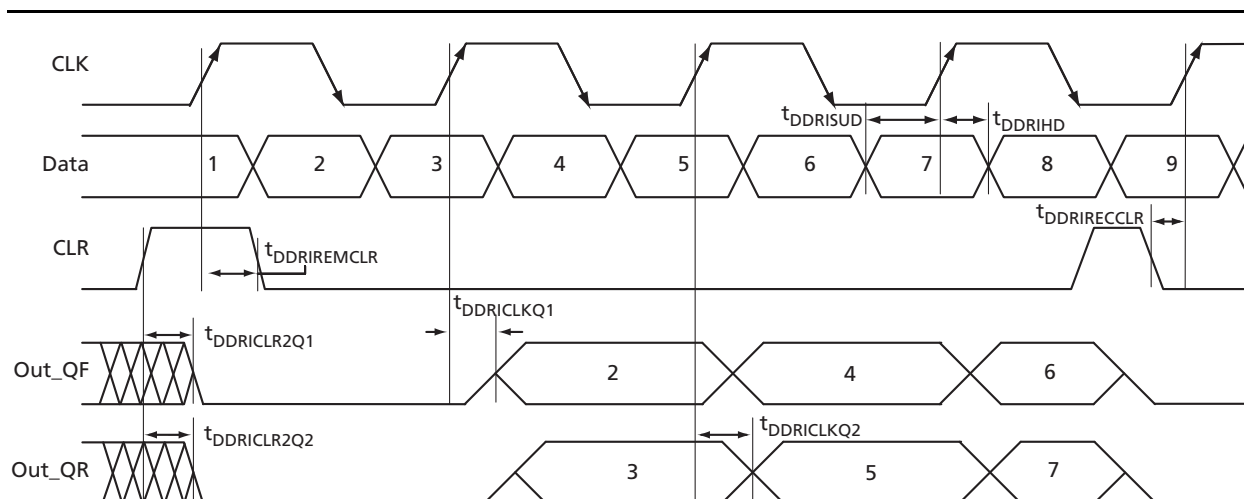 CLK
tDDRISUD tDDRIHD
Data 1 2 3 4 5 6 7 8 9
tDDRIRECCLR
CLR
tDDRIREMCLR
tDDRICLKQ1
tDDRICLR2Q1
Out_QF 2 4 6
tDDRICLR2Q2 tDDRICLKQ2
Out_QR 3 5 7